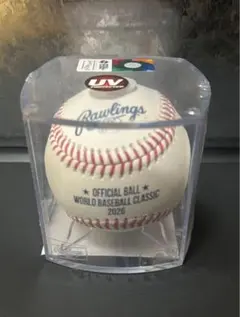 UV
Rawlings
★ OFFICIAL BALL ★
WORLD BASEBALL CLASSIC
2026